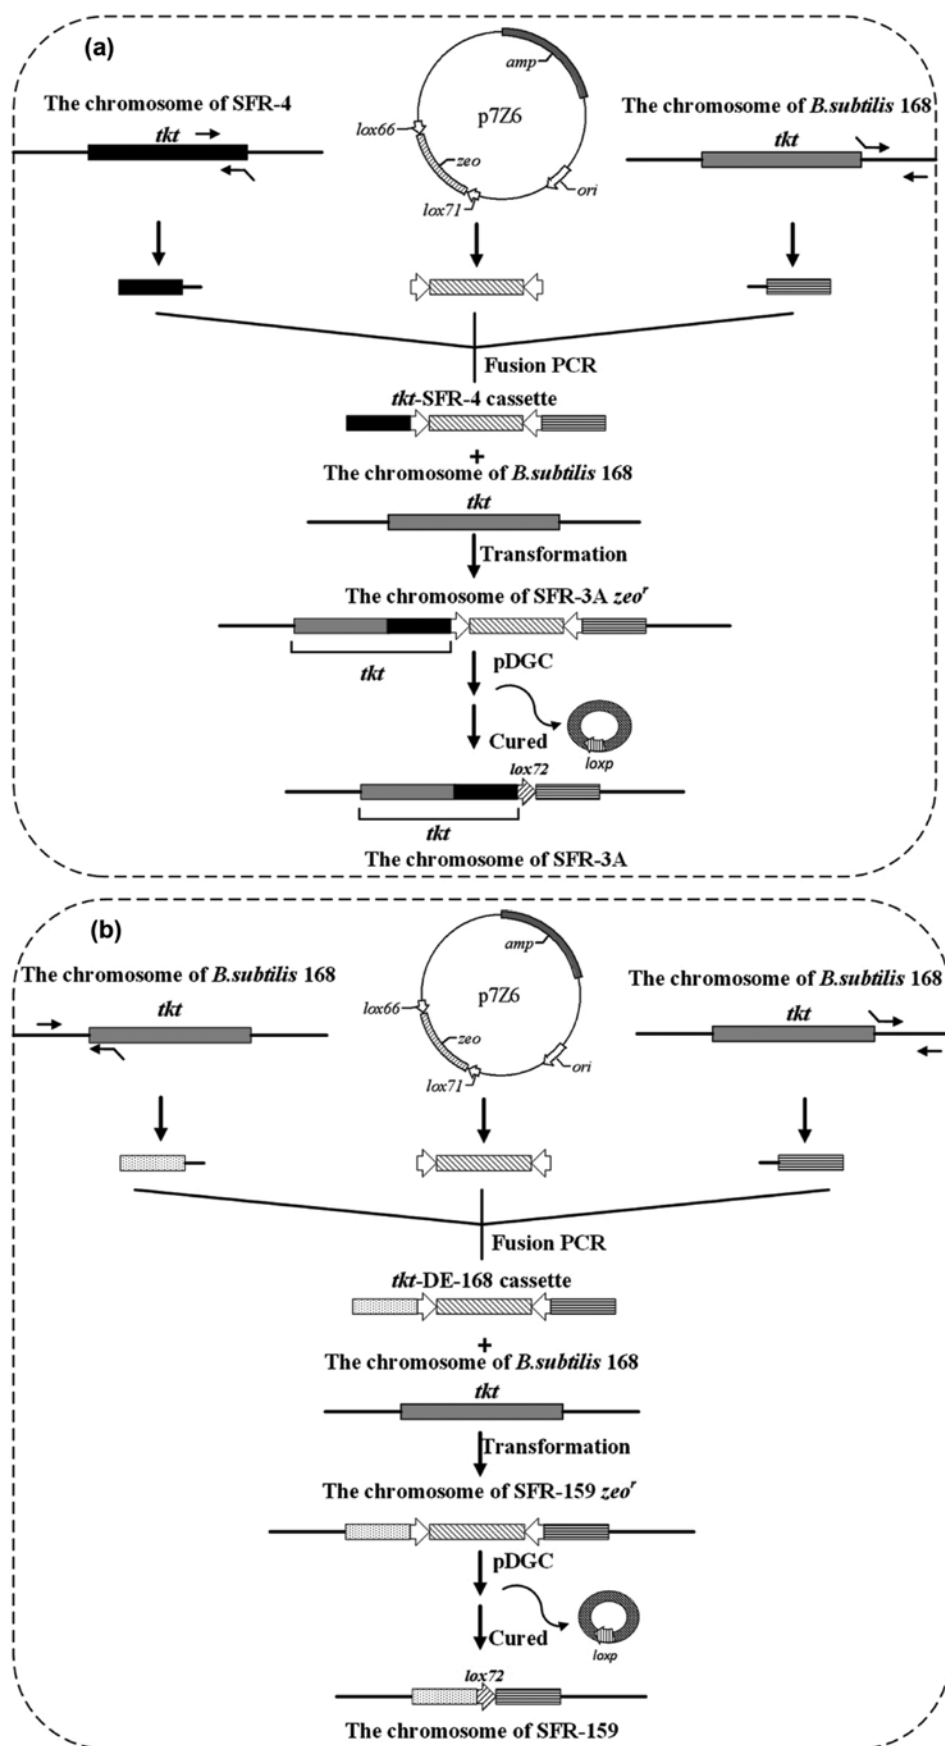 (a)
The chromosome of SFR-4
tkt
amp
p7Z6
lox66
zeo
lox71
ori
The chromosome of B.subtilis 168
tkt
Fusion PCR
tkt-SFR-4 cassette
+
The chromosome of B.subtilis 168
tkt
Transformation
The chromosome of SFR-3A zeoʳ
tkt
pDGC
Cured
loxp
lox72
tkt
The chromosome of SFR-3A
(b)
The chromosome of B.subtilis 168
tkt
amp
p7Z6
lox66
zeo
lox71
ori
The chromosome of B.subtilis 168
tkt
Fusion PCR
tkt-DE-168 cassette
+
The chromosome of B.subtilis 168
tkt
Transformation
The chromosome of SFR-159 zeoʳ
pDGC
Cured
loxp
lox72
The chromosome of SFR-159